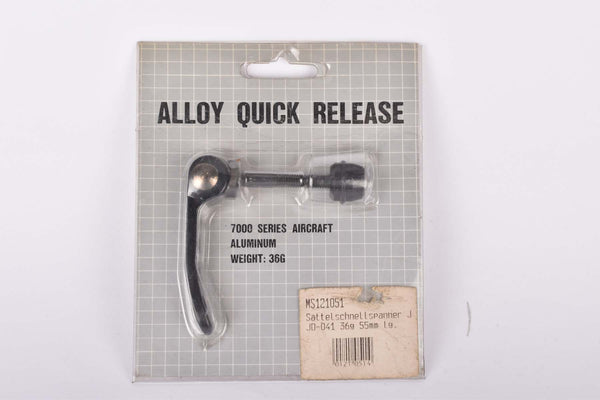 ALLOY QUICK RELEASE
7000 SERIES AIRCRAFT
ALUMINUM
WEIGHT: 36G
MS121051
Sattelschnellspanner J
JD-041 36g 55mm lg.